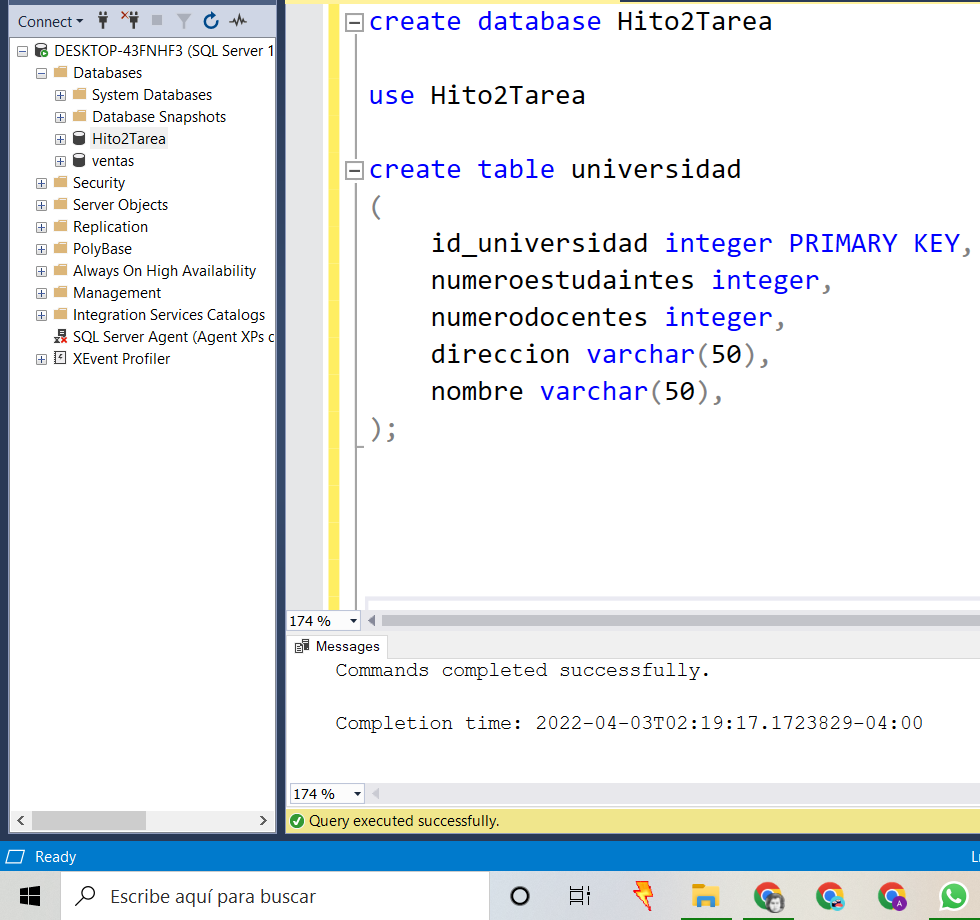 Connect
DESKTOP-43FNHF3 (SQL Server 1
Databases
System Databases
Database Snapshots
Hito2Tarea
ventas
Security
Server Objects
Replication
PolyBase
Always On High Availability
Management
Integration Services Catalogs
SQL Server Agent (Agent XPs c
XEvent Profiler
create database Hito2Tarea
use Hito2Tarea
create table universidad
(
id_universidad integer PRIMARY KEY,
numeroestudaintes integer,
numerodocentes integer,
direccion varchar(50),
nombre varchar(50),
);
174 %
Messages
Commands completed successfully.
Completion time: 2022-04-03T02:19:17.1723829-04:00
174 %
Query executed successfully.
Ready
Escribe aquí para buscar
A